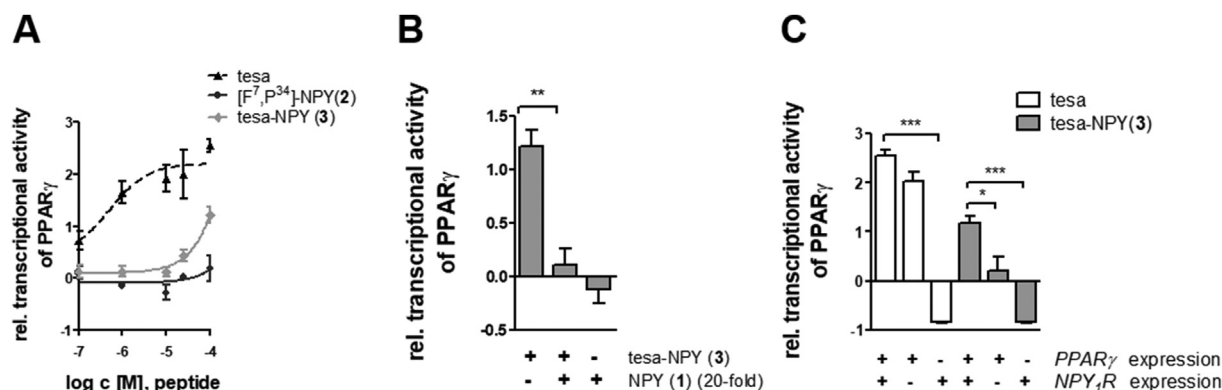 A
tesa
[F7,P34]-NPY(2)
tesa-NPY (3)
rel. transcriptional activity
of PPARγ
3
2
1
0
-1
-7
-6
-5
-4
log c [M], peptide
B
**
rel. transcriptional activity
of PPARγ
1.5
1.0
0.5
0.0
-0.5
+ + - tesa-NPY (3)
- + + NPY (1) (20-fold)
C
tesa
tesa-NPY(3)
***
***
*
rel. transcriptional activity
of PPARγ
3
2
1
0
-1
+ + - + + - PPARγ expression
+ - + + - + NPY1R expression